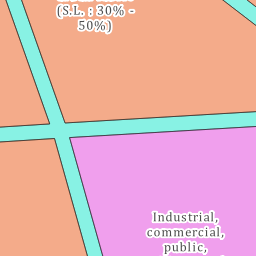 (S.L. : 30% -
50%)
Industrial,
commercial,
public,